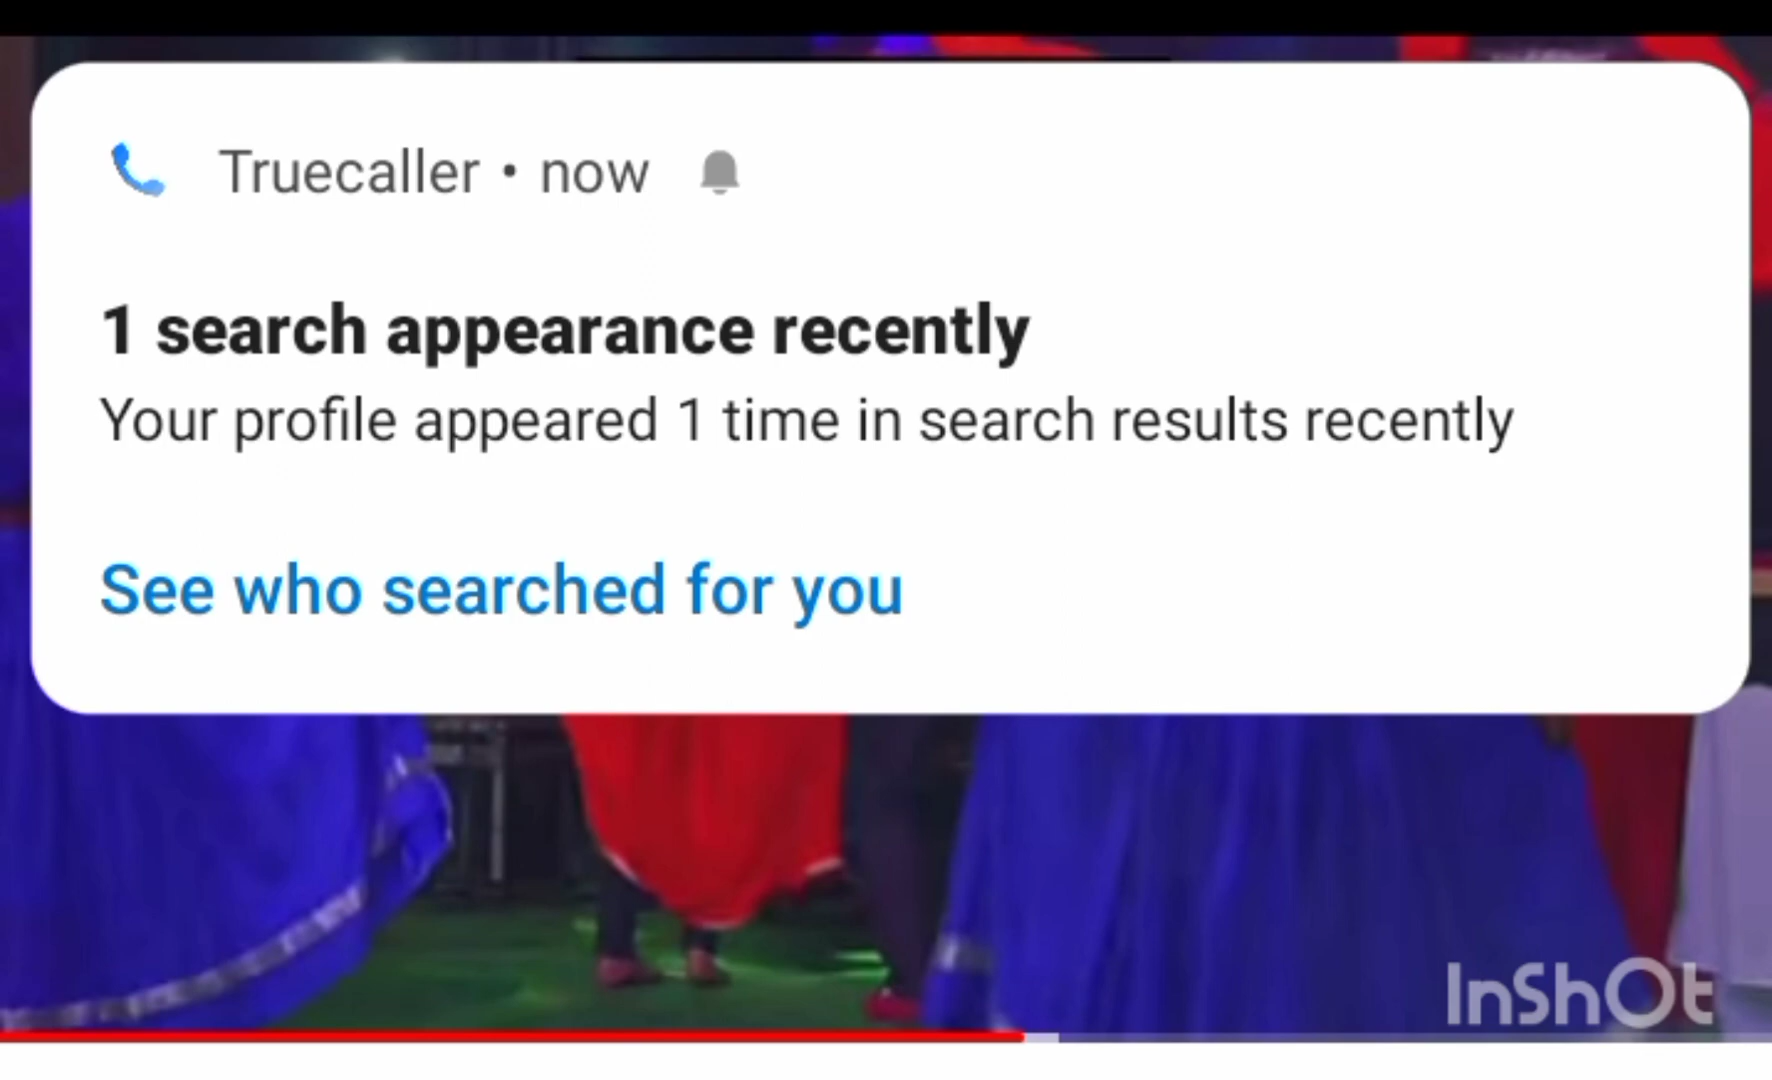 Truecaller • now
1 search appearance recently
Your profile appeared 1 time in search results recently
See who searched for you
InShOt